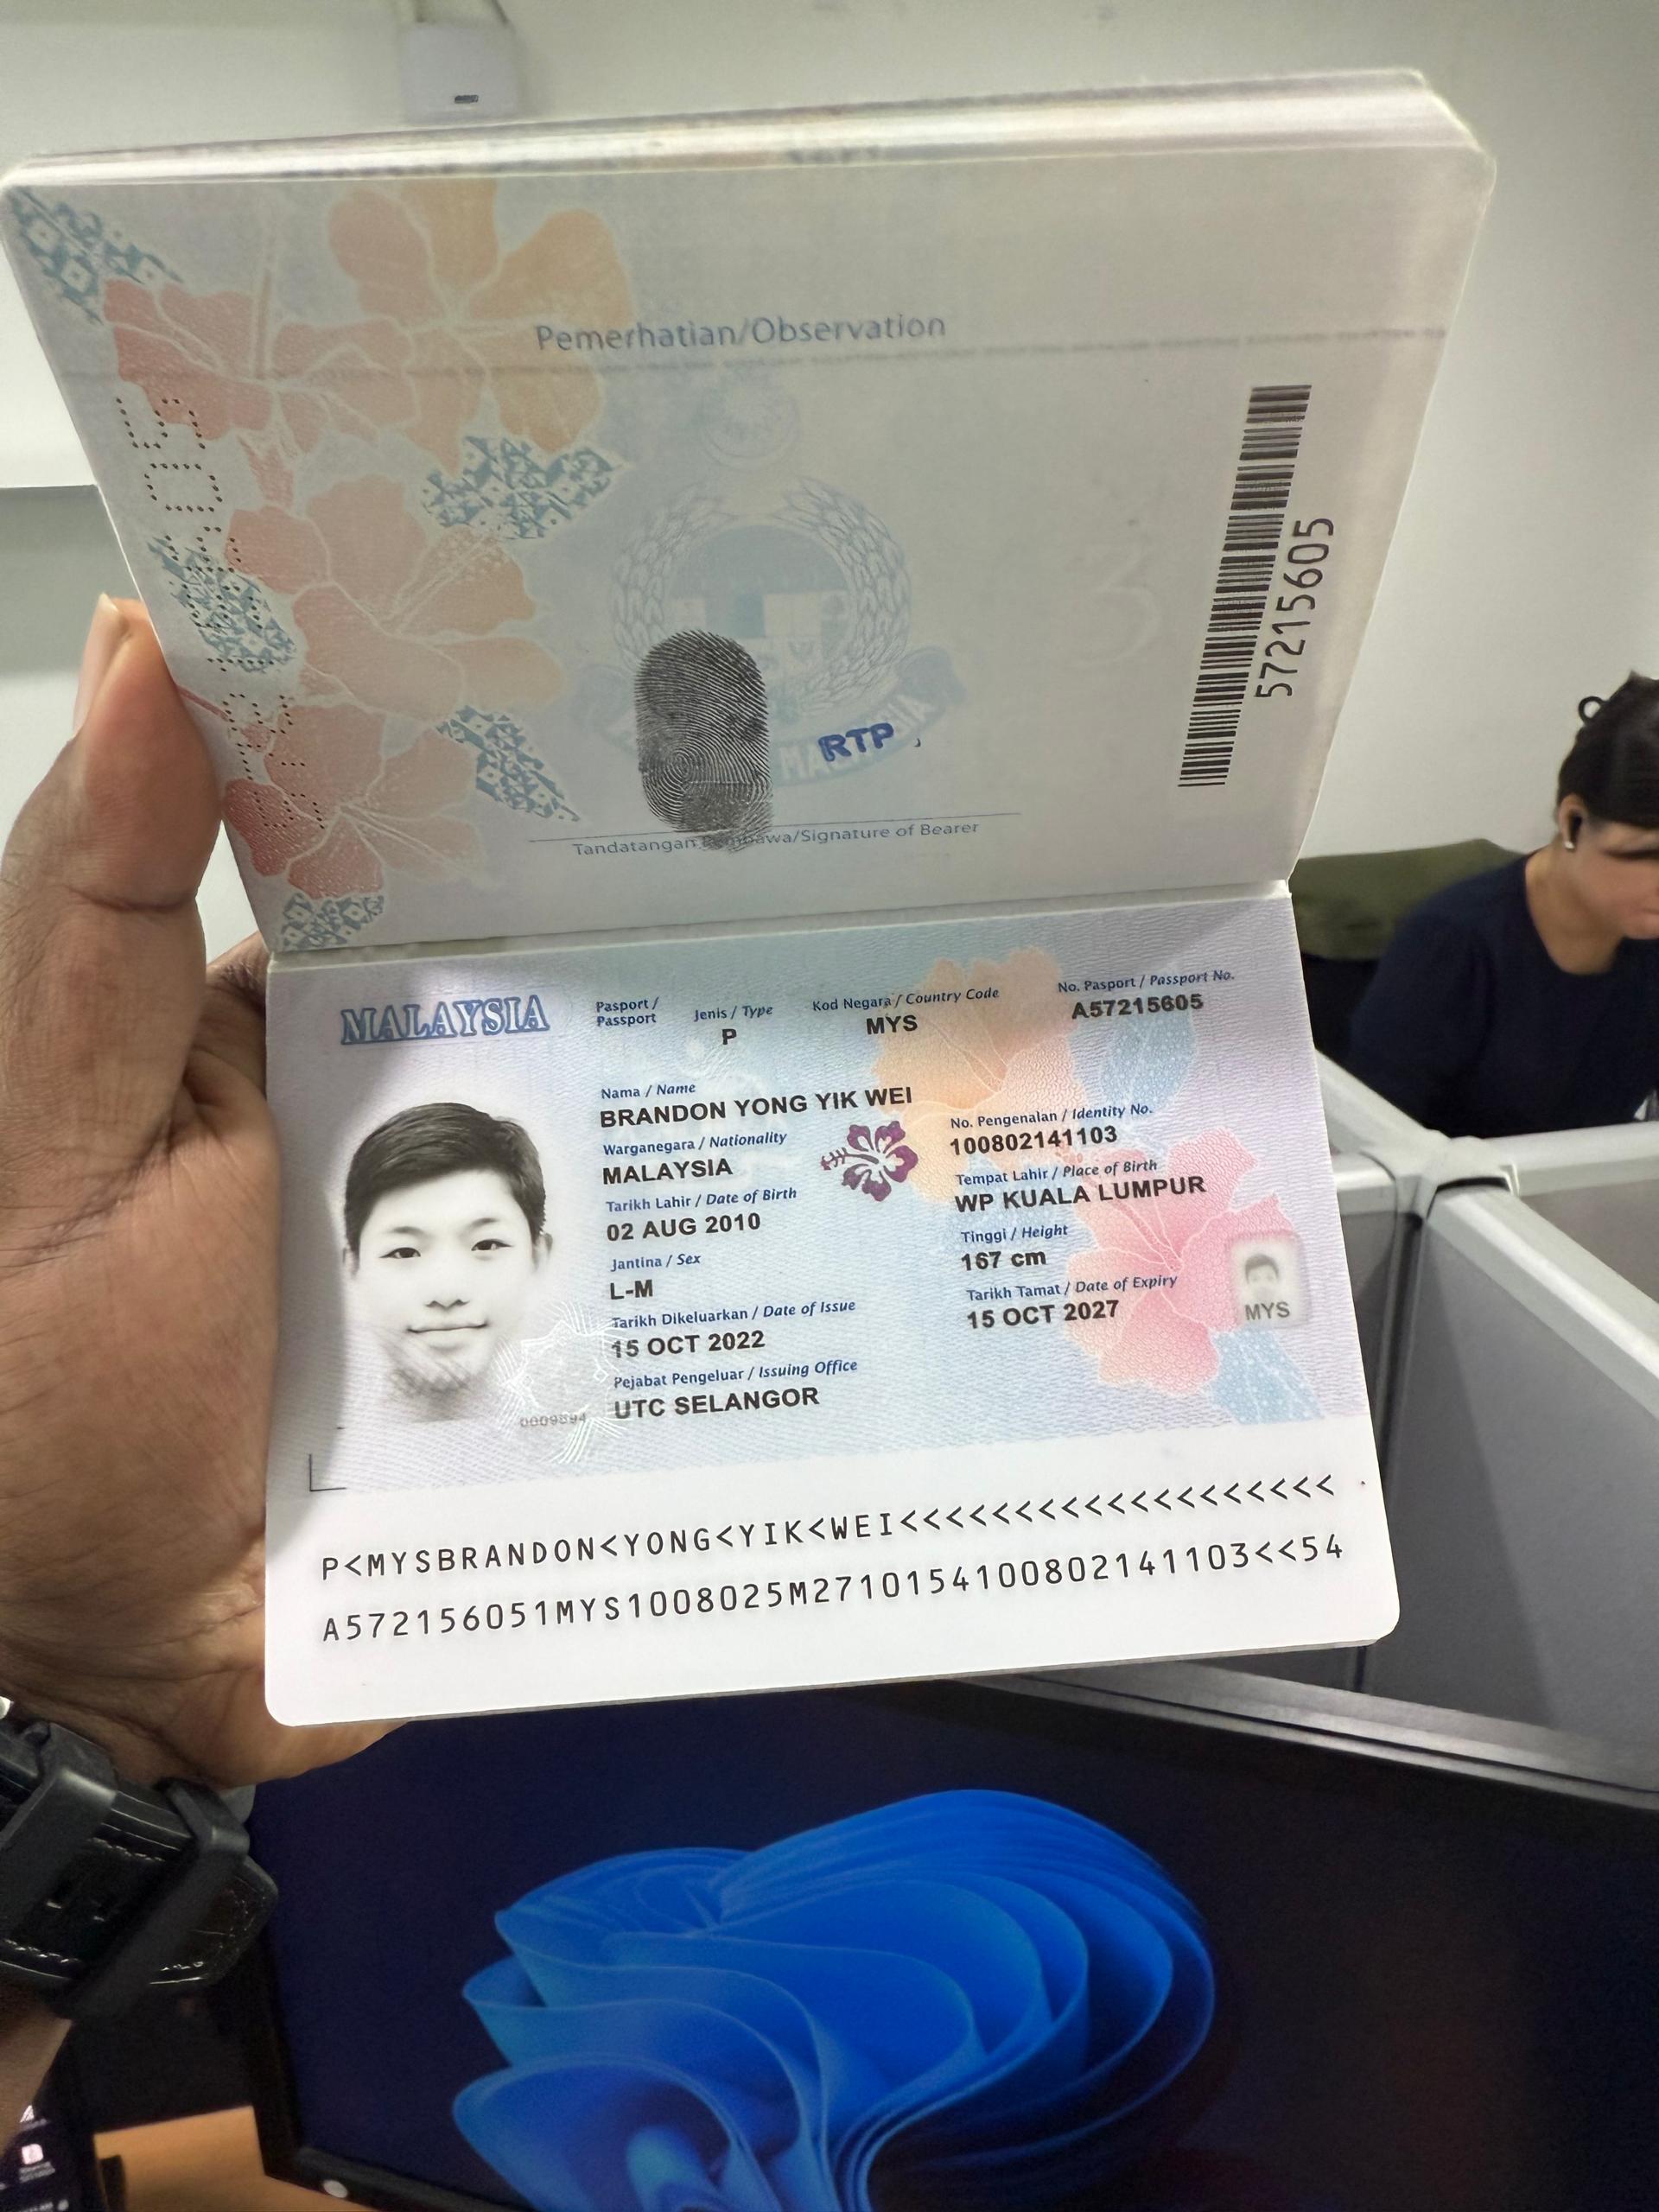 Pemerhatian/Observation
57215605
RTP
Tandatangan Pembawa/Signature of Bearer
MALAYSIA
Pasport / Passport
Jenis / Type
P
Kod Negara / Country Code
MYS
No. Pasport / Passport No.
A57215605
Nama / Name
BRANDON YONG YIK WEI
Warganegara / Nationality
MALAYSIA
Tarikh Lahir / Date of Birth
02 AUG 2010
Jantina / Sex
L-M
Tarikh Dikeluarkan / Date of Issue
15 OCT 2022
Pejabat Pengeluar / Issuing Office
UTC SELANGOR
No. Pengenalan / Identity No.
100802141103
Tempat Lahir / Place of Birth
WP KUALA LUMPUR
Tinggi / Height
167 cm
Tarikh Tamat / Date of Expiry
15 OCT 2027
MYS
P<MYSBRANDON<YONG<YIK<WEI<<<<<<<<<<<<<<<<<<<
A572156051MYS1008025M2710154100802141103<<54